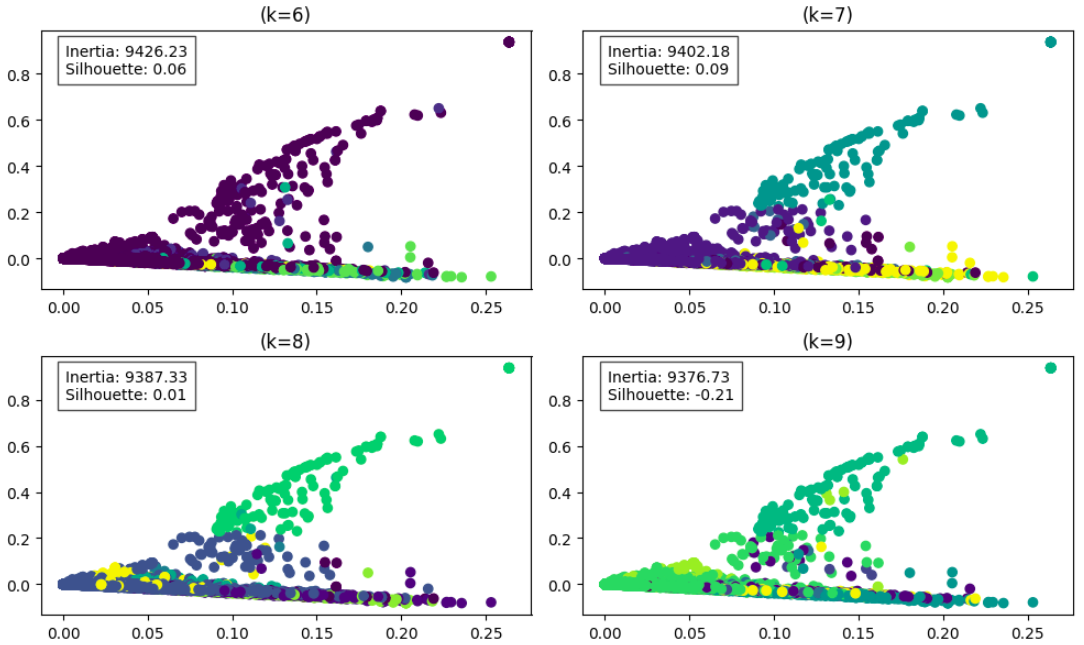 (k=6)
Inertia: 9426.23
Silhouette: 0.06
0.8
0.6
0.4
0.2
0.0
0.00 0.05 0.10 0.15 0.20 0.25
(k=7)
Inertia: 9402.18
Silhouette: 0.09
0.8
0.6
0.4
0.2
0.0
0.00 0.05 0.10 0.15 0.20 0.25
(k=8)
Inertia: 9387.33
Silhouette: 0.01
0.8
0.6
0.4
0.2
0.0
0.00 0.05 0.10 0.15 0.20 0.25
(k=9)
Inertia: 9376.73
Silhouette: -0.21
0.8
0.6
0.4
0.2
0.0
0.00 0.05 0.10 0.15 0.20 0.25